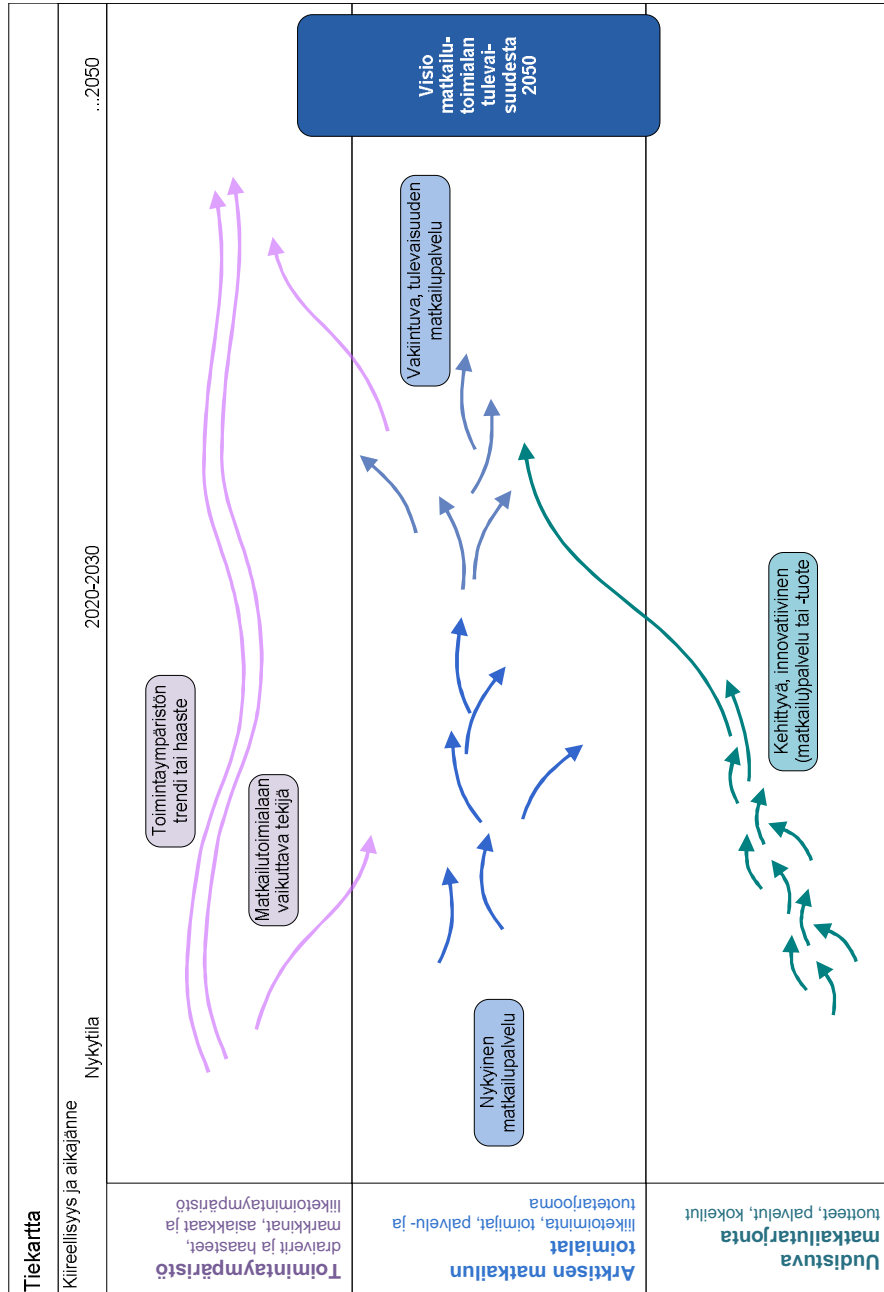 Tiekartta
Kiireellisyys ja aikajänne
Nykytila
2020-2030
...2050
Toimintaympäristö
draiverit ja haasteet,
markkinat, asiakkaat ja
liiketoimintaympäristö
Toimintaympäristön
trendi tai haaste
Matkailutoimialaan
vaikuttava tekijä
Arktisen matkailun
toimialat
liiketoiminta, toimijat, palvelu- ja
tuotetarjooma
Nykyinen
matkailupalvelu
Vakiintuva, tulevaisuuden
matkailupalvelu
Visio
matkailu-
toimialan
tulevai-
suudesta
2050
Uudistuva
matkailutarjonta
tuotteet, palvelut, kokeilut
Kehittyvä, innovatiivinen
(matkailu)palvelu tai -tuote